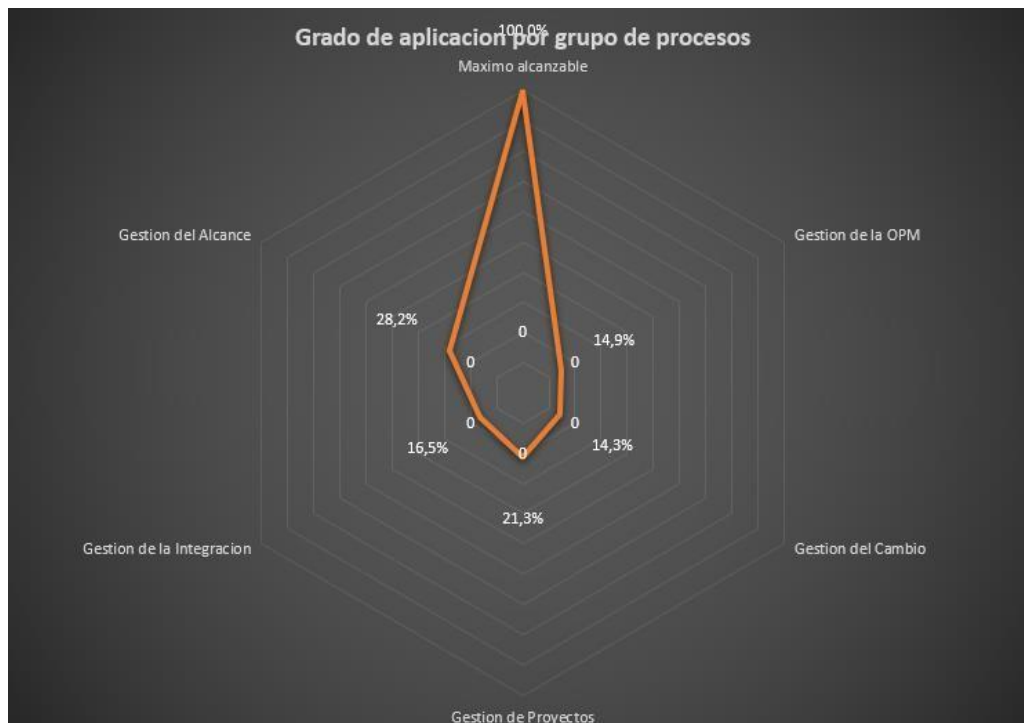 100,0%
Grado de aplicacion por grupo de procesos
Maximo alcanzable
Gestion del Alcance
Gestion de la OPM
28,2%
0
14,9%
0
0
0
0
16,5%
0
14,3%
21,3%
Gestion de la Integracion
Gestion del Cambio
Gestion de Proyectos